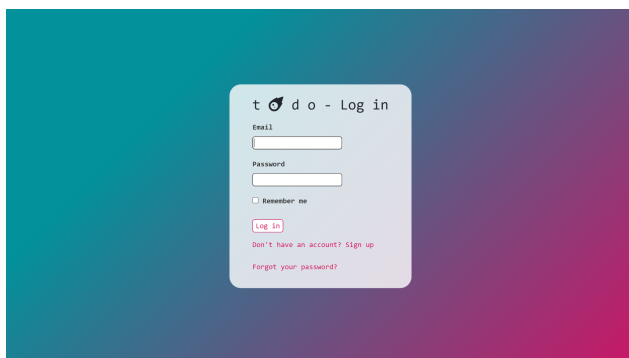 t o d o - Log in
Email
Password
Remember me
Log in
Don't have an account? Sign up
Forgot your password?